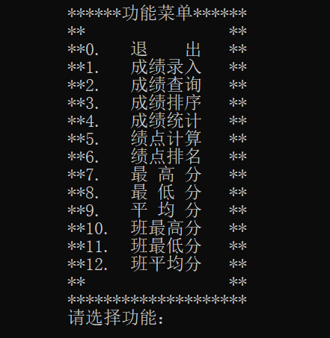 ******功能菜单******
**                **
**0.   退    出   **
**1.   成绩录入   **
**2.   成绩查询   **
**3.   成绩排序   **
**4.   成绩统计   **
**5.   绩点计算   **
**6.   绩点排名   **
**7.   最 高 分   **
**8.   最 低 分   **
**9.   平 均 分   **
**10.  班最高分   **
**11.  班最低分   **
**12.  班平均分   **
**                **
********************
请选择功能：